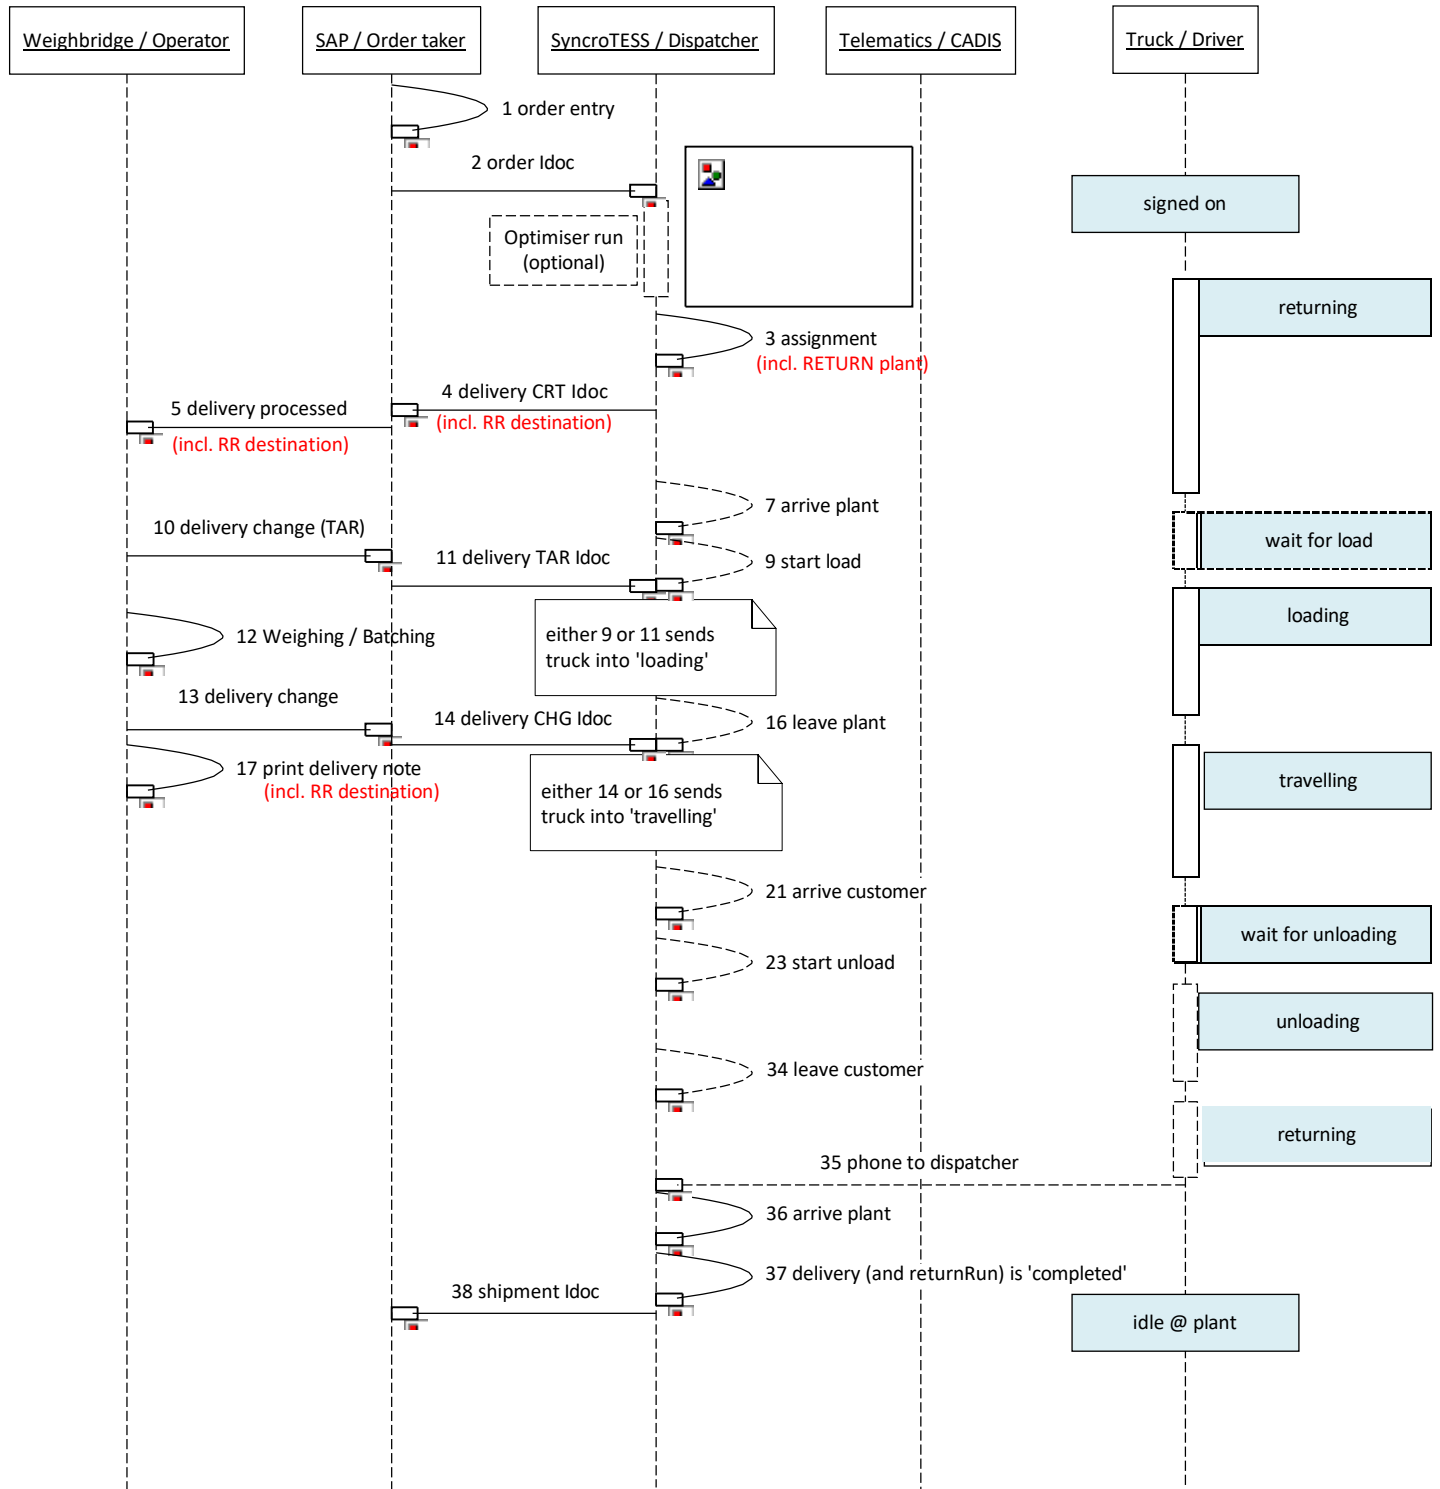 Weighbridge / Operator
SAP / Order taker
SyncroTESS / Dispatcher
Telematics / CADIS
Truck / Driver
1 order entry
2 order Idoc
signed on
Optimiser run
(optional)
returning
3 assignment
(incl. RETURN plant)
4 delivery CRT Idoc
(incl. RR destination)
5 delivery processed
(incl. RR destination)
7 arrive plant
10 delivery change (TAR)
wait for load
11 delivery TAR Idoc
9 start load
loading
either 9 or 11 sends
truck into 'loading'
12 Weighing / Batching
13 delivery change
14 delivery CHG Idoc
16 leave plant
17 print delivery note
(incl. RR destination)
travelling
either 14 or 16 sends
truck into 'travelling'
21 arrive customer
wait for unloading
23 start unload
unloading
34 leave customer
returning
35 phone to dispatcher
36 arrive plant
37 delivery (and returnRun) is 'completed'
38 shipment Idoc
idle @ plant